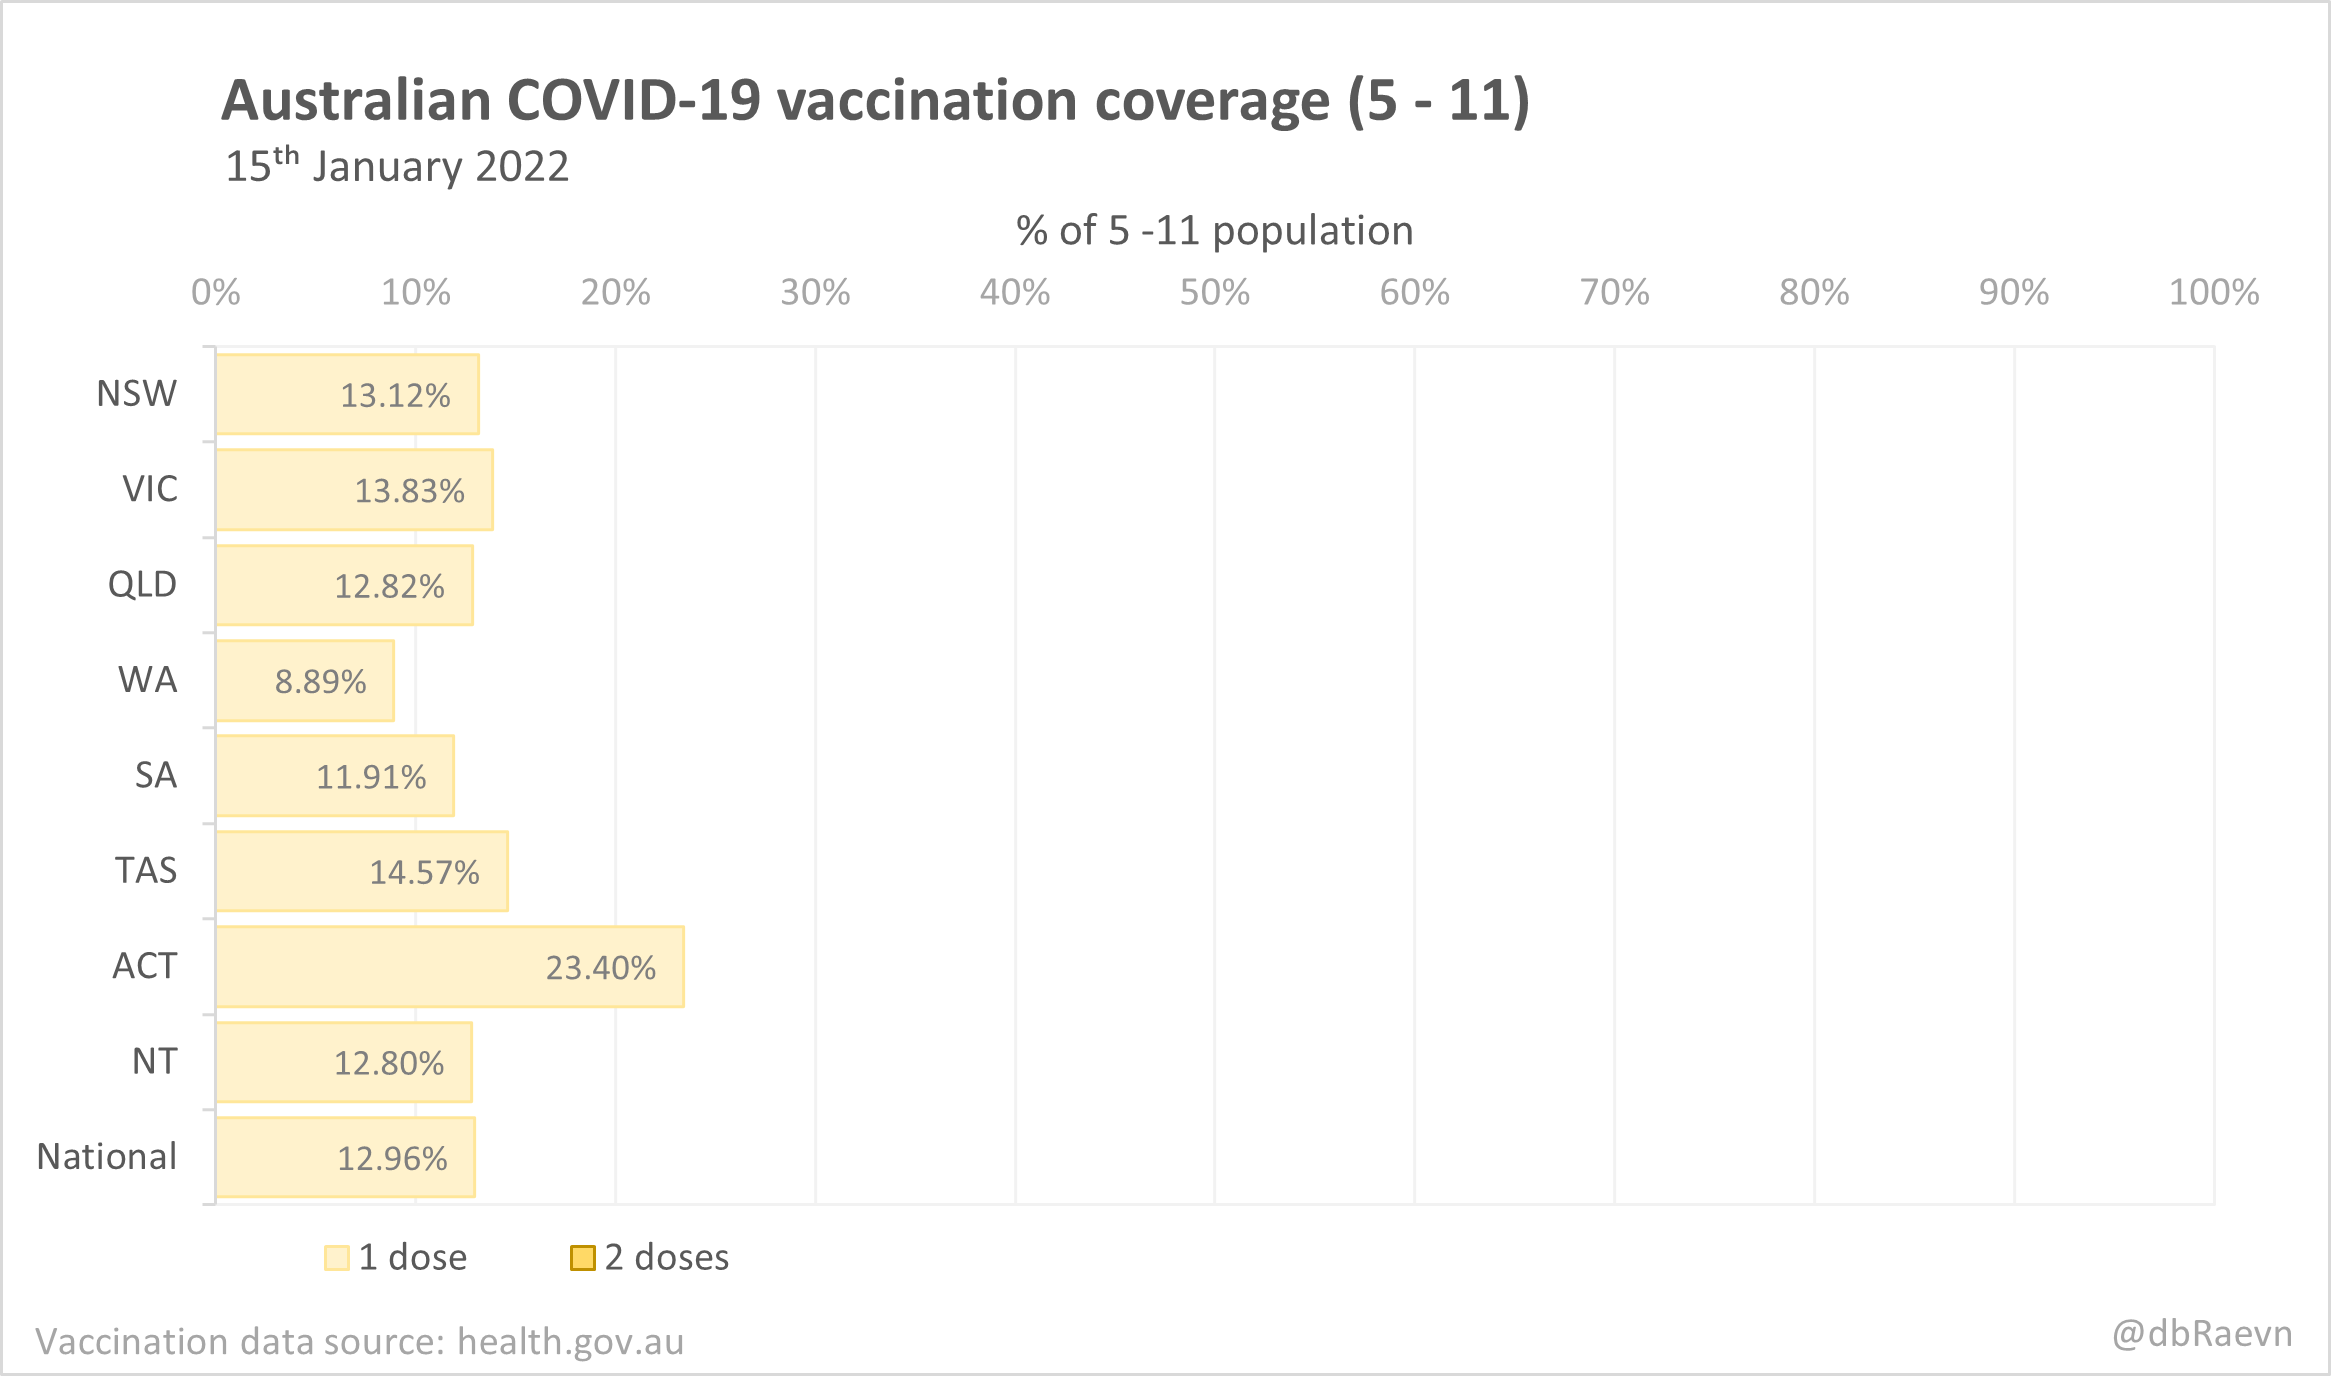 Australian COVID-19 vaccination coverage (5 - 11)
15th January 2022
% of 5 -11 population
0% 10% 20% 30% 40% 50% 60% 70% 80% 90% 100%
NSW 13.12%
VIC 13.83%
QLD 12.82%
WA 8.89%
SA 11.91%
TAS 14.57%
ACT 23.40%
NT 12.80%
National 12.96%
1 dose 2 doses
Vaccination data source: health.gov.au
@dbRaevn